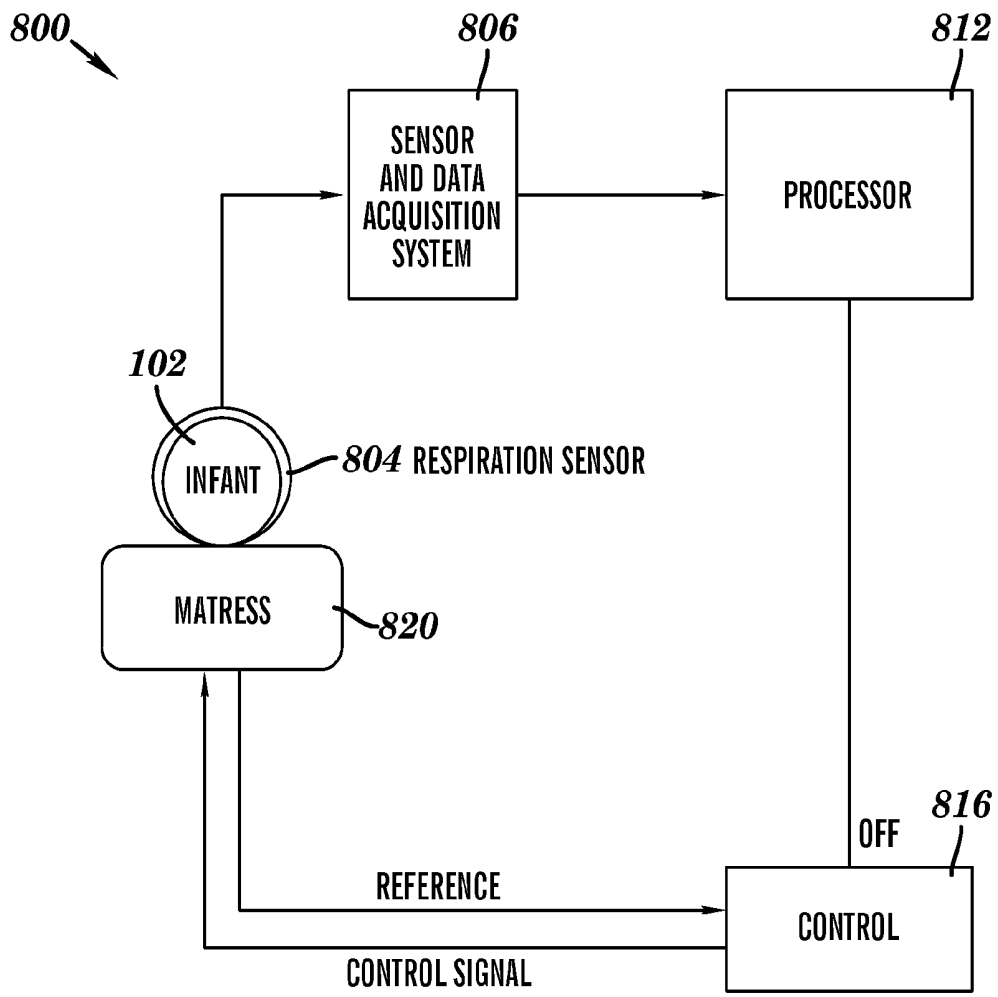 800
806
812
SENSOR
AND DATA
ACQUISITION
SYSTEM
PROCESSOR
102
INFANT
804 RESPIRATION SENSOR
MATRESS
820
816
OFF
REFERENCE
CONTROL
CONTROL SIGNAL